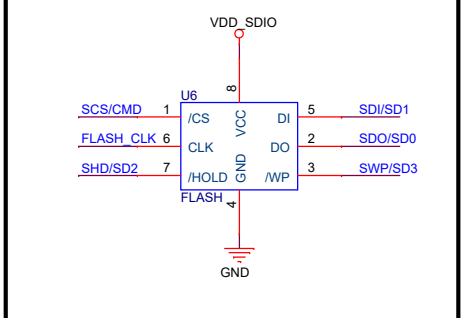 VDD_SDIO
8
U6
SCS/CMD 1 /CS VCC DI 5 SDI/SD1
FLASH_CLK 6 CLK DO 2 SDO/SD0
SHD/SD2 7 /HOLD GND /WP 3 SWP/SD3
FLASH
4
GND